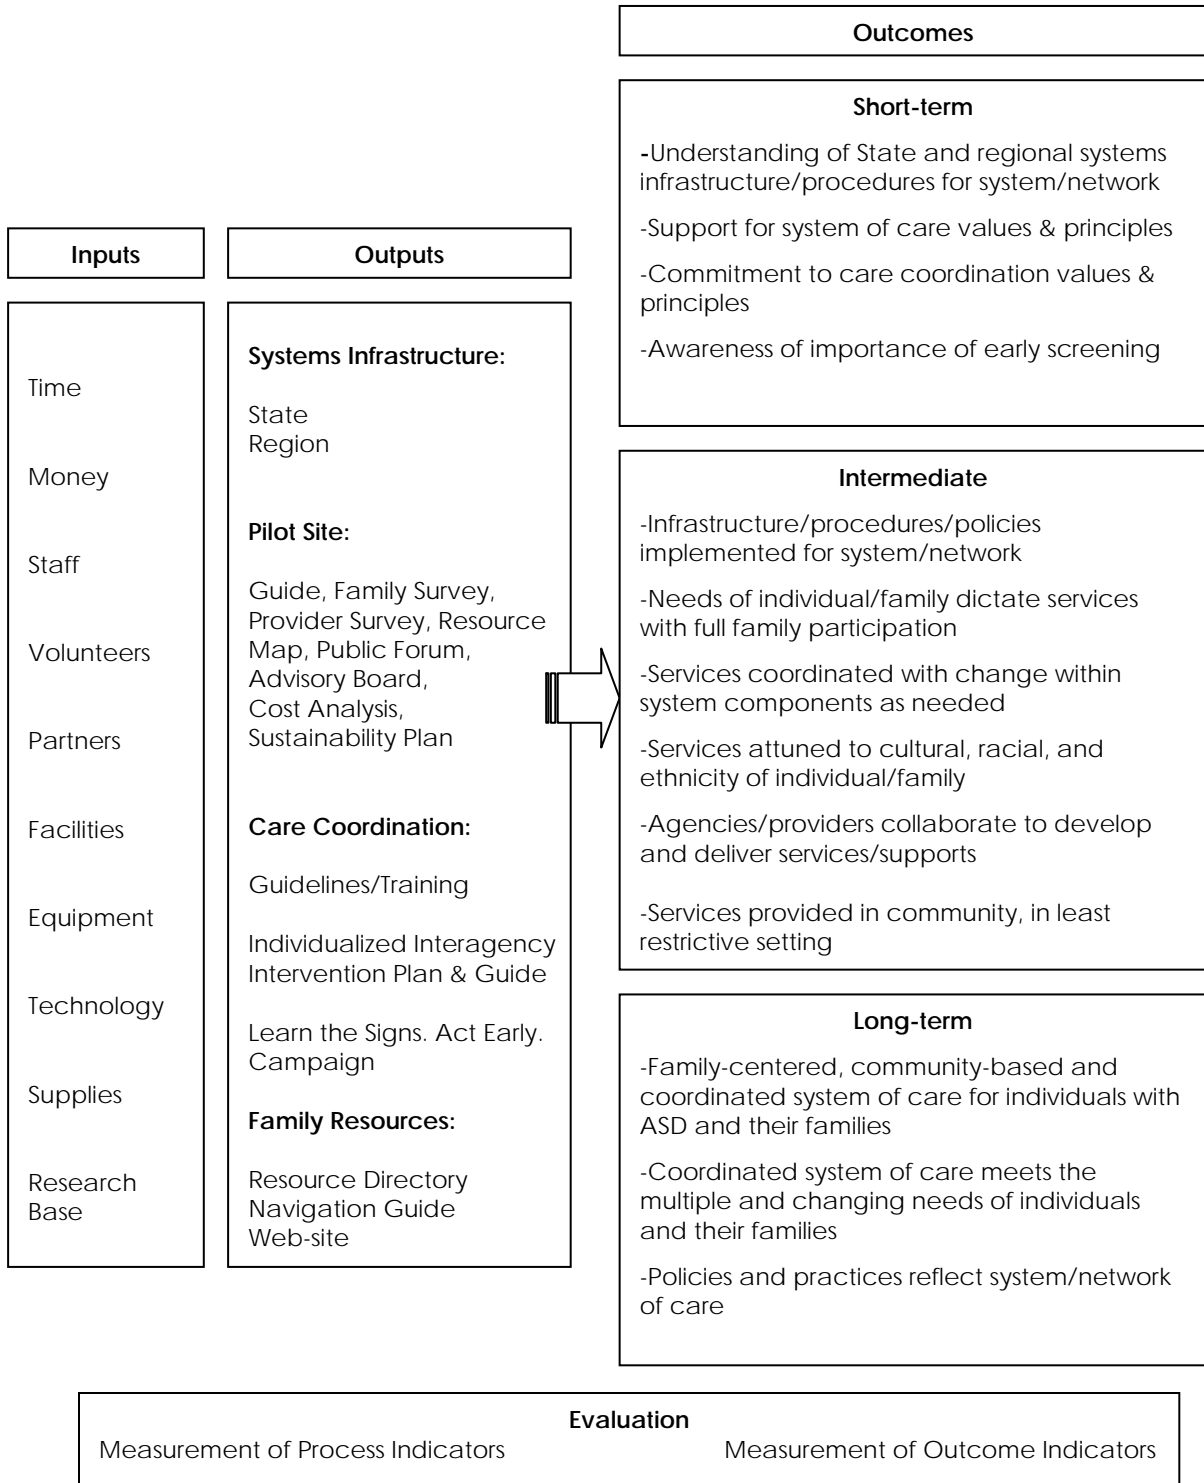 Inputs
Time
Money
Staff
Volunteers
Partners
Facilities
Equipment
Technology
Supplies
Research
Base
Outputs
Systems Infrastructure:
State
Region
Pilot Site:
Guide, Family Survey,
Provider Survey, Resource
Map, Public Forum,
Advisory Board,
Cost Analysis,
Sustainability Plan
Care Coordination:
Guidelines/Training
Individualized Interagency
Intervention Plan & Guide
Learn the Signs. Act Early.
Campaign
Family Resources:
Resource Directory
Navigation Guide
Web-site
Outcomes
Short-term
-Understanding of State and regional systems
infrastructure/procedures for system/network
-Support for system of care values & principles
-Commitment to care coordination values &
principles
-Awareness of importance of early screening
Intermediate
-Infrastructure/procedures/policies
implemented for system/network
-Needs of individual/family dictate services
with full family participation
-Services coordinated with change within
system components as needed
-Services attuned to cultural, racial, and
ethnicity of individual/family
-Agencies/providers collaborate to develop
and deliver services/supports
-Services provided in community, in least
restrictive setting
Long-term
-Family-centered, community-based and
coordinated system of care for individuals with
ASD and their families
-Coordinated system of care meets the
multiple and changing needs of individuals
and their families
-Policies and practices reflect system/network
of care
Evaluation
Measurement of Process Indicators Measurement of Outcome Indicators